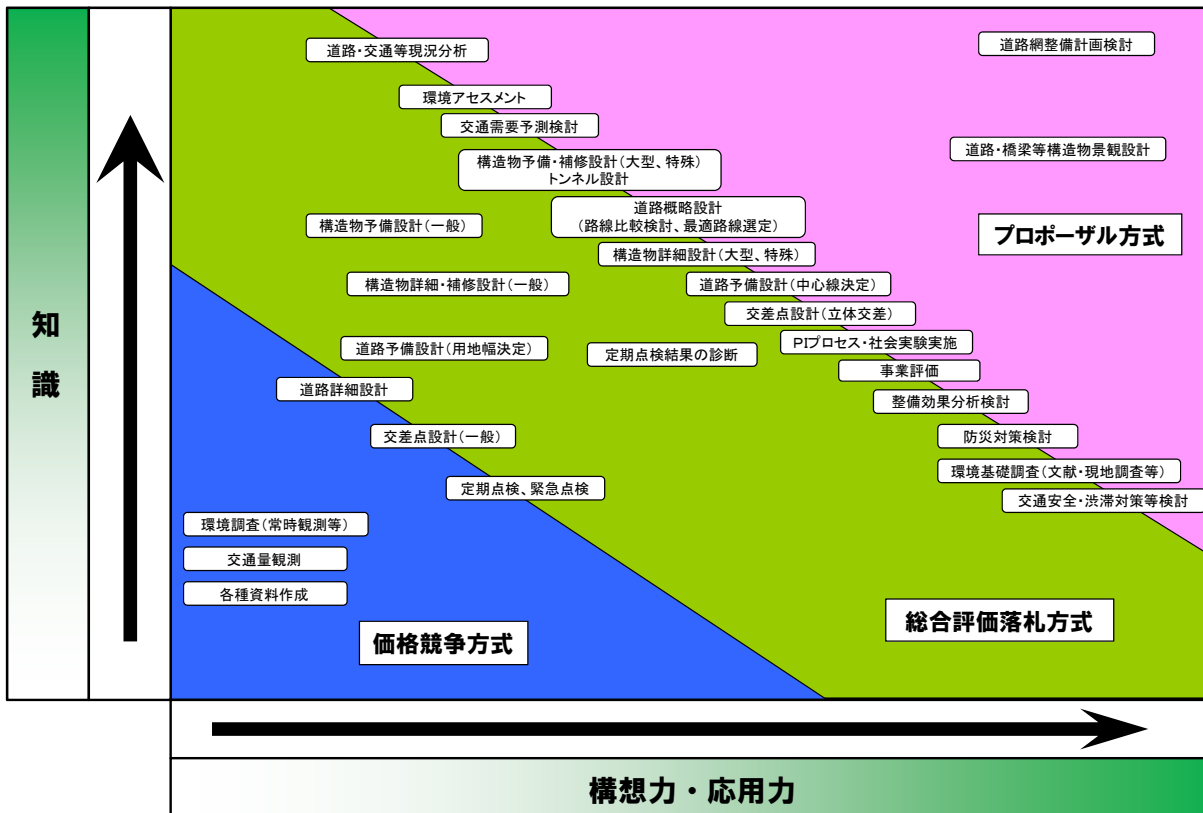 道路・交通等現況分析
道路網整備計画検討
環境アセスメント
交通需要予測検討
道路・橋梁等構造物景観設計
構造物予備・補修設計(大型、特殊)
トンネル設計
道路概略設計
(路線比較検討、最適路線選定)
構造物予備設計(一般)
プロポーザル方式
構造物詳細設計(大型、特殊)
構造物詳細・補修設計(一般)
道路予備設計(中心線決定)
交差点設計(立体交差)
知
識
PIプロセス・社会実験実施
道路予備設計(用地幅決定)
定期点検結果の診断
事業評価
道路詳細設計
整備効果分析検討
交差点設計(一般)
防災対策検討
環境基礎調査(文献・現地調査等)
定期点検、緊急点検
交通安全・渋滞対策等検討
環境調査(常時観測等)
交通量観測
各種資料作成
総合評価落札方式
価格競争方式
構想力・応用力